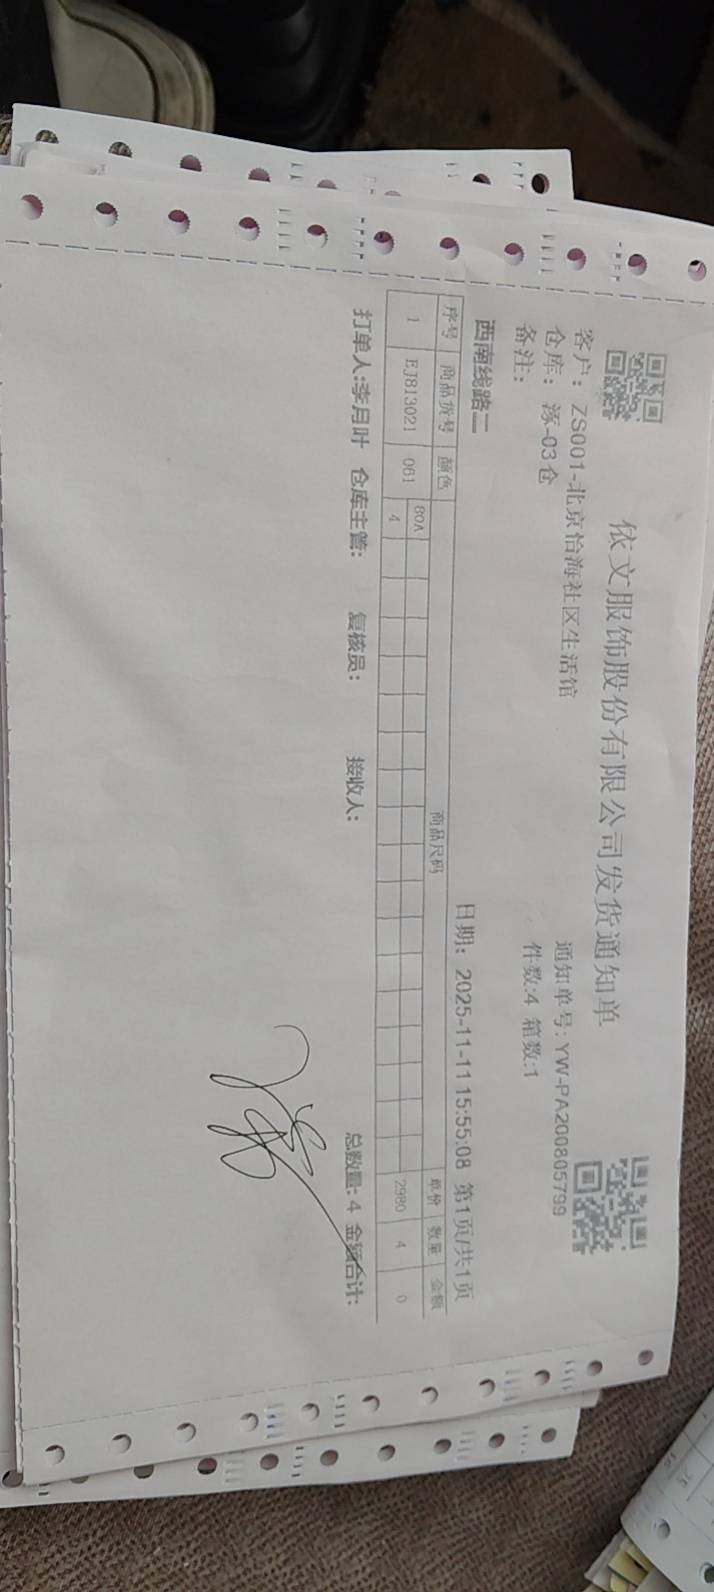 依文服饰股份有限公司发货通知单
客户：ZS001-北京怡海社区生活馆
通知单号:YW-PA200805799
仓库：涿-03仓
件数:4 箱数:1
备注：
西南线路二
日期：2025-11-11 15:55:08 第1页/共1页
序号 商品货号 颜色 商品尺码 单价 数量 金额
80A
1 EJ813021 061 4 2980 4 0
打单人:李月叶 仓库主管: 复核员: 接收人: 总数量: 4 金额合计: